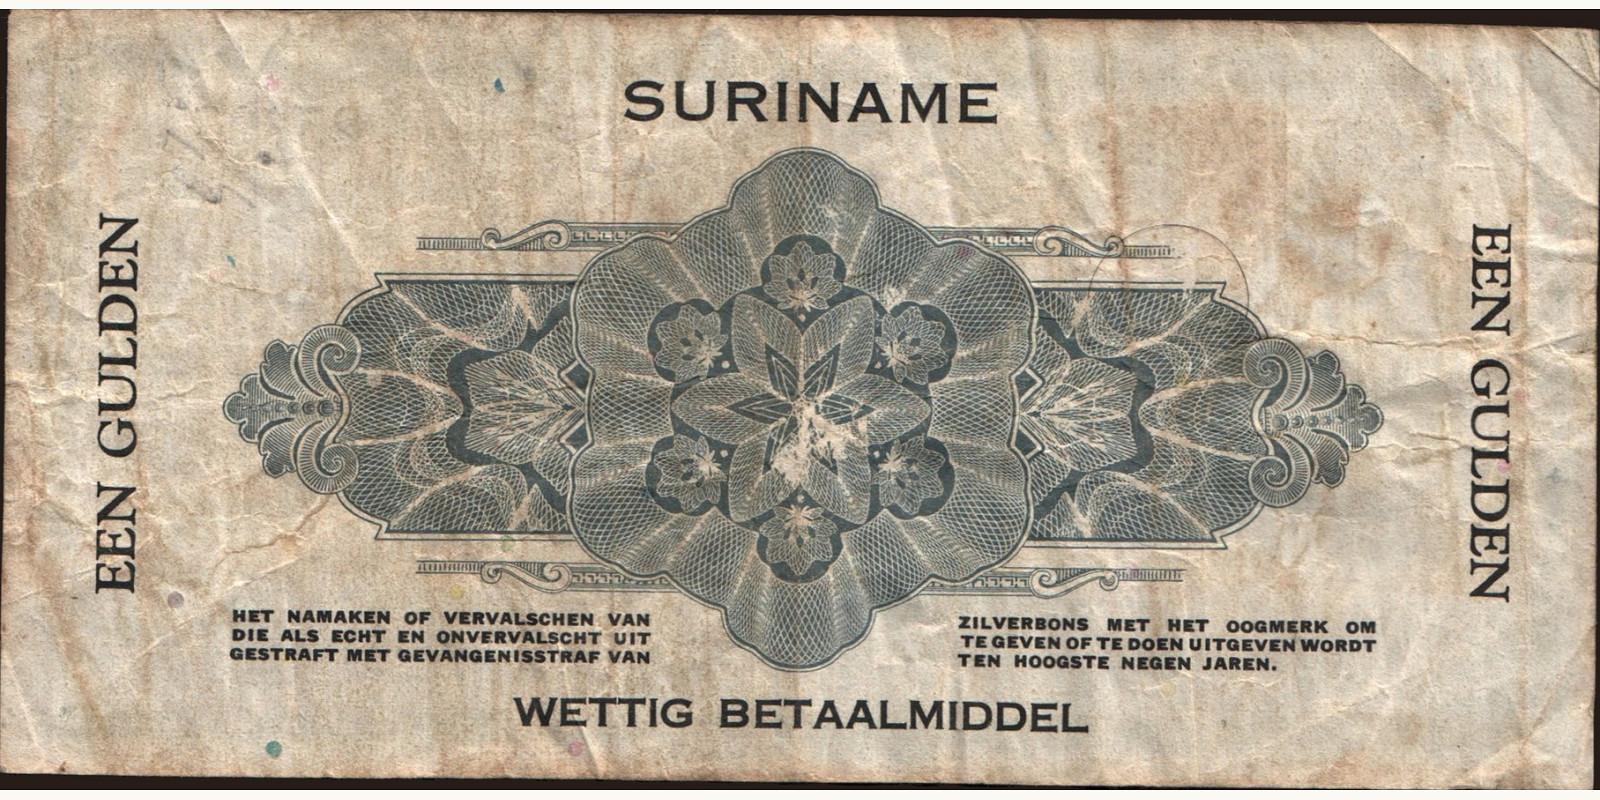 SURINAME
EEN GULDEN
EEN GULDEN
HET NAMAKEN OF VERVALSCHEN VAN
DIE ALS ECHT EN ONVERVALSCHT UIT
GESTRAFT MET GEVANGENISSTRAF VAN
ZILVERBONS MET HET OOGMERK OM
TE GEVEN OF TE DOEN UITGEVEN WORDT
TEN HOOGSTE NEGEN JAREN.
WETTIG BETAALMIDDEL